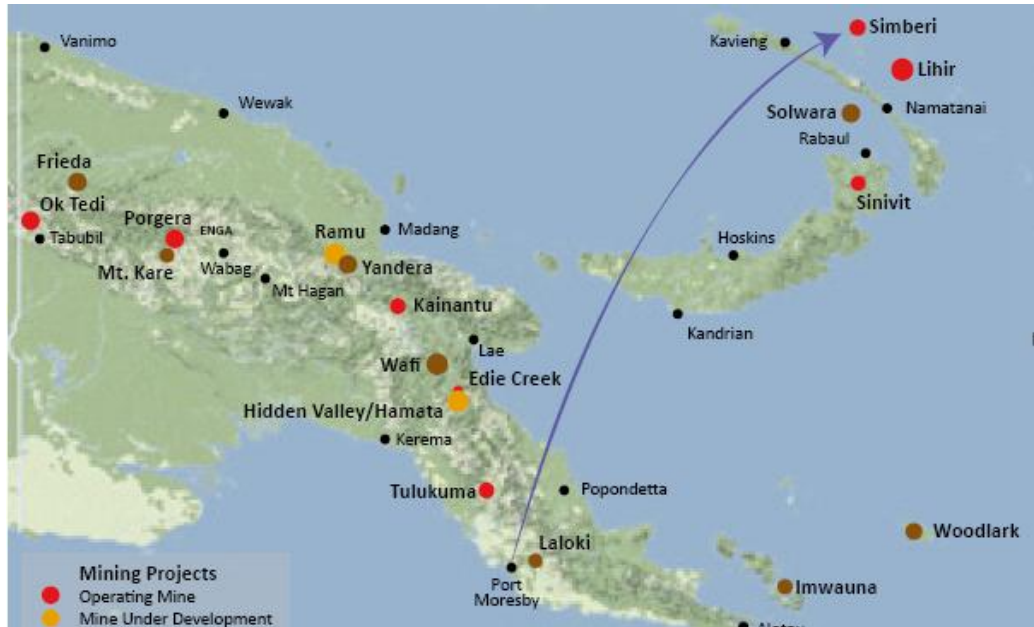 Vanimo
Kavieng
Simberi
Lihir
Wewak
Solwara
Namatanai
Rabaul
Frieda
Sinivit
Ok Tedi
Porgera
ENGA
Ramu
Madang
Tabubil
Hoskins
Mt. Kare
Wabag
Yandera
Mt Hagan
Kainantu
Kandrian
Lae
Wafi
Edie Creek
Hidden Valley/Hamata
Kerema
Tulukuma
Popondetta
Woodlark
Laloki
Port
Moresby
Imwauna
Mining Projects
Operating Mine
Mine Under Development